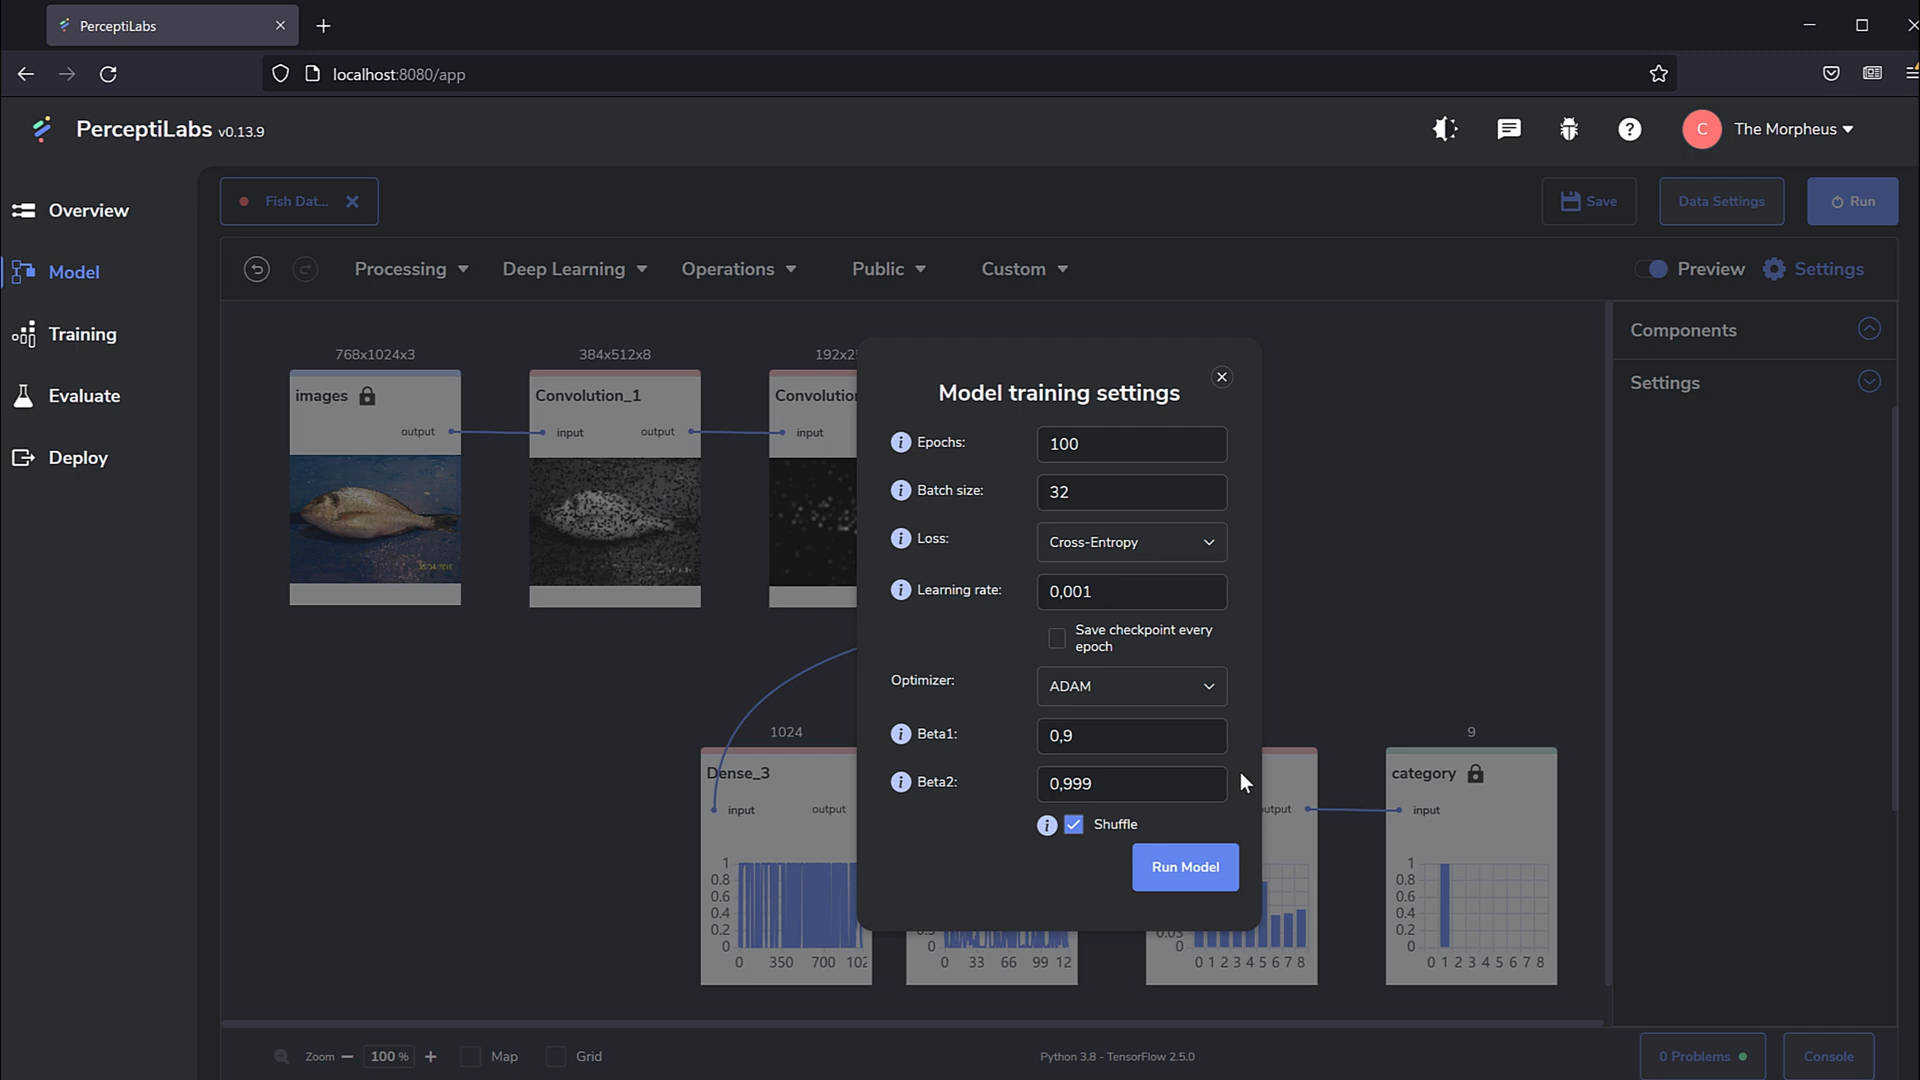 PerceptiLabs
localhost:8080/app
PerceptiLabs v0.13.9
C
The Morpheus
Overview
Model
Training
Evaluate
Deploy
Fish Dat...
Save
Data Settings
Run
Processing
Deep Learning
Operations
Public
Custom
Preview
Settings
Components
Settings
768x1024x3
images
output
384x512x8
Convolution_1
input
output
Convolution
input
Model training settings
Epochs:
100
Batch size:
32
Loss:
Cross-Entropy
Learning rate:
0,001
Save checkpoint every
epoch
Optimizer:
ADAM
Beta1:
0,9
Beta2:
0,999
Shuffle
Run Model
1024
Dense_3
input
output
1
0.8
0.6
0.4
0.2
0
0 350 700
0
0 33 66 99 12
0.03
0
0 1 2 3 4 5 6 7 8
9
category
input
1
0.8
0.6
0.4
0.2
0
0 1 2 3 4 5 6 7 8
Zoom
100 %
Map
Grid
Python 3.8 - TensorFlow 2.5.0
0 Problems
Console